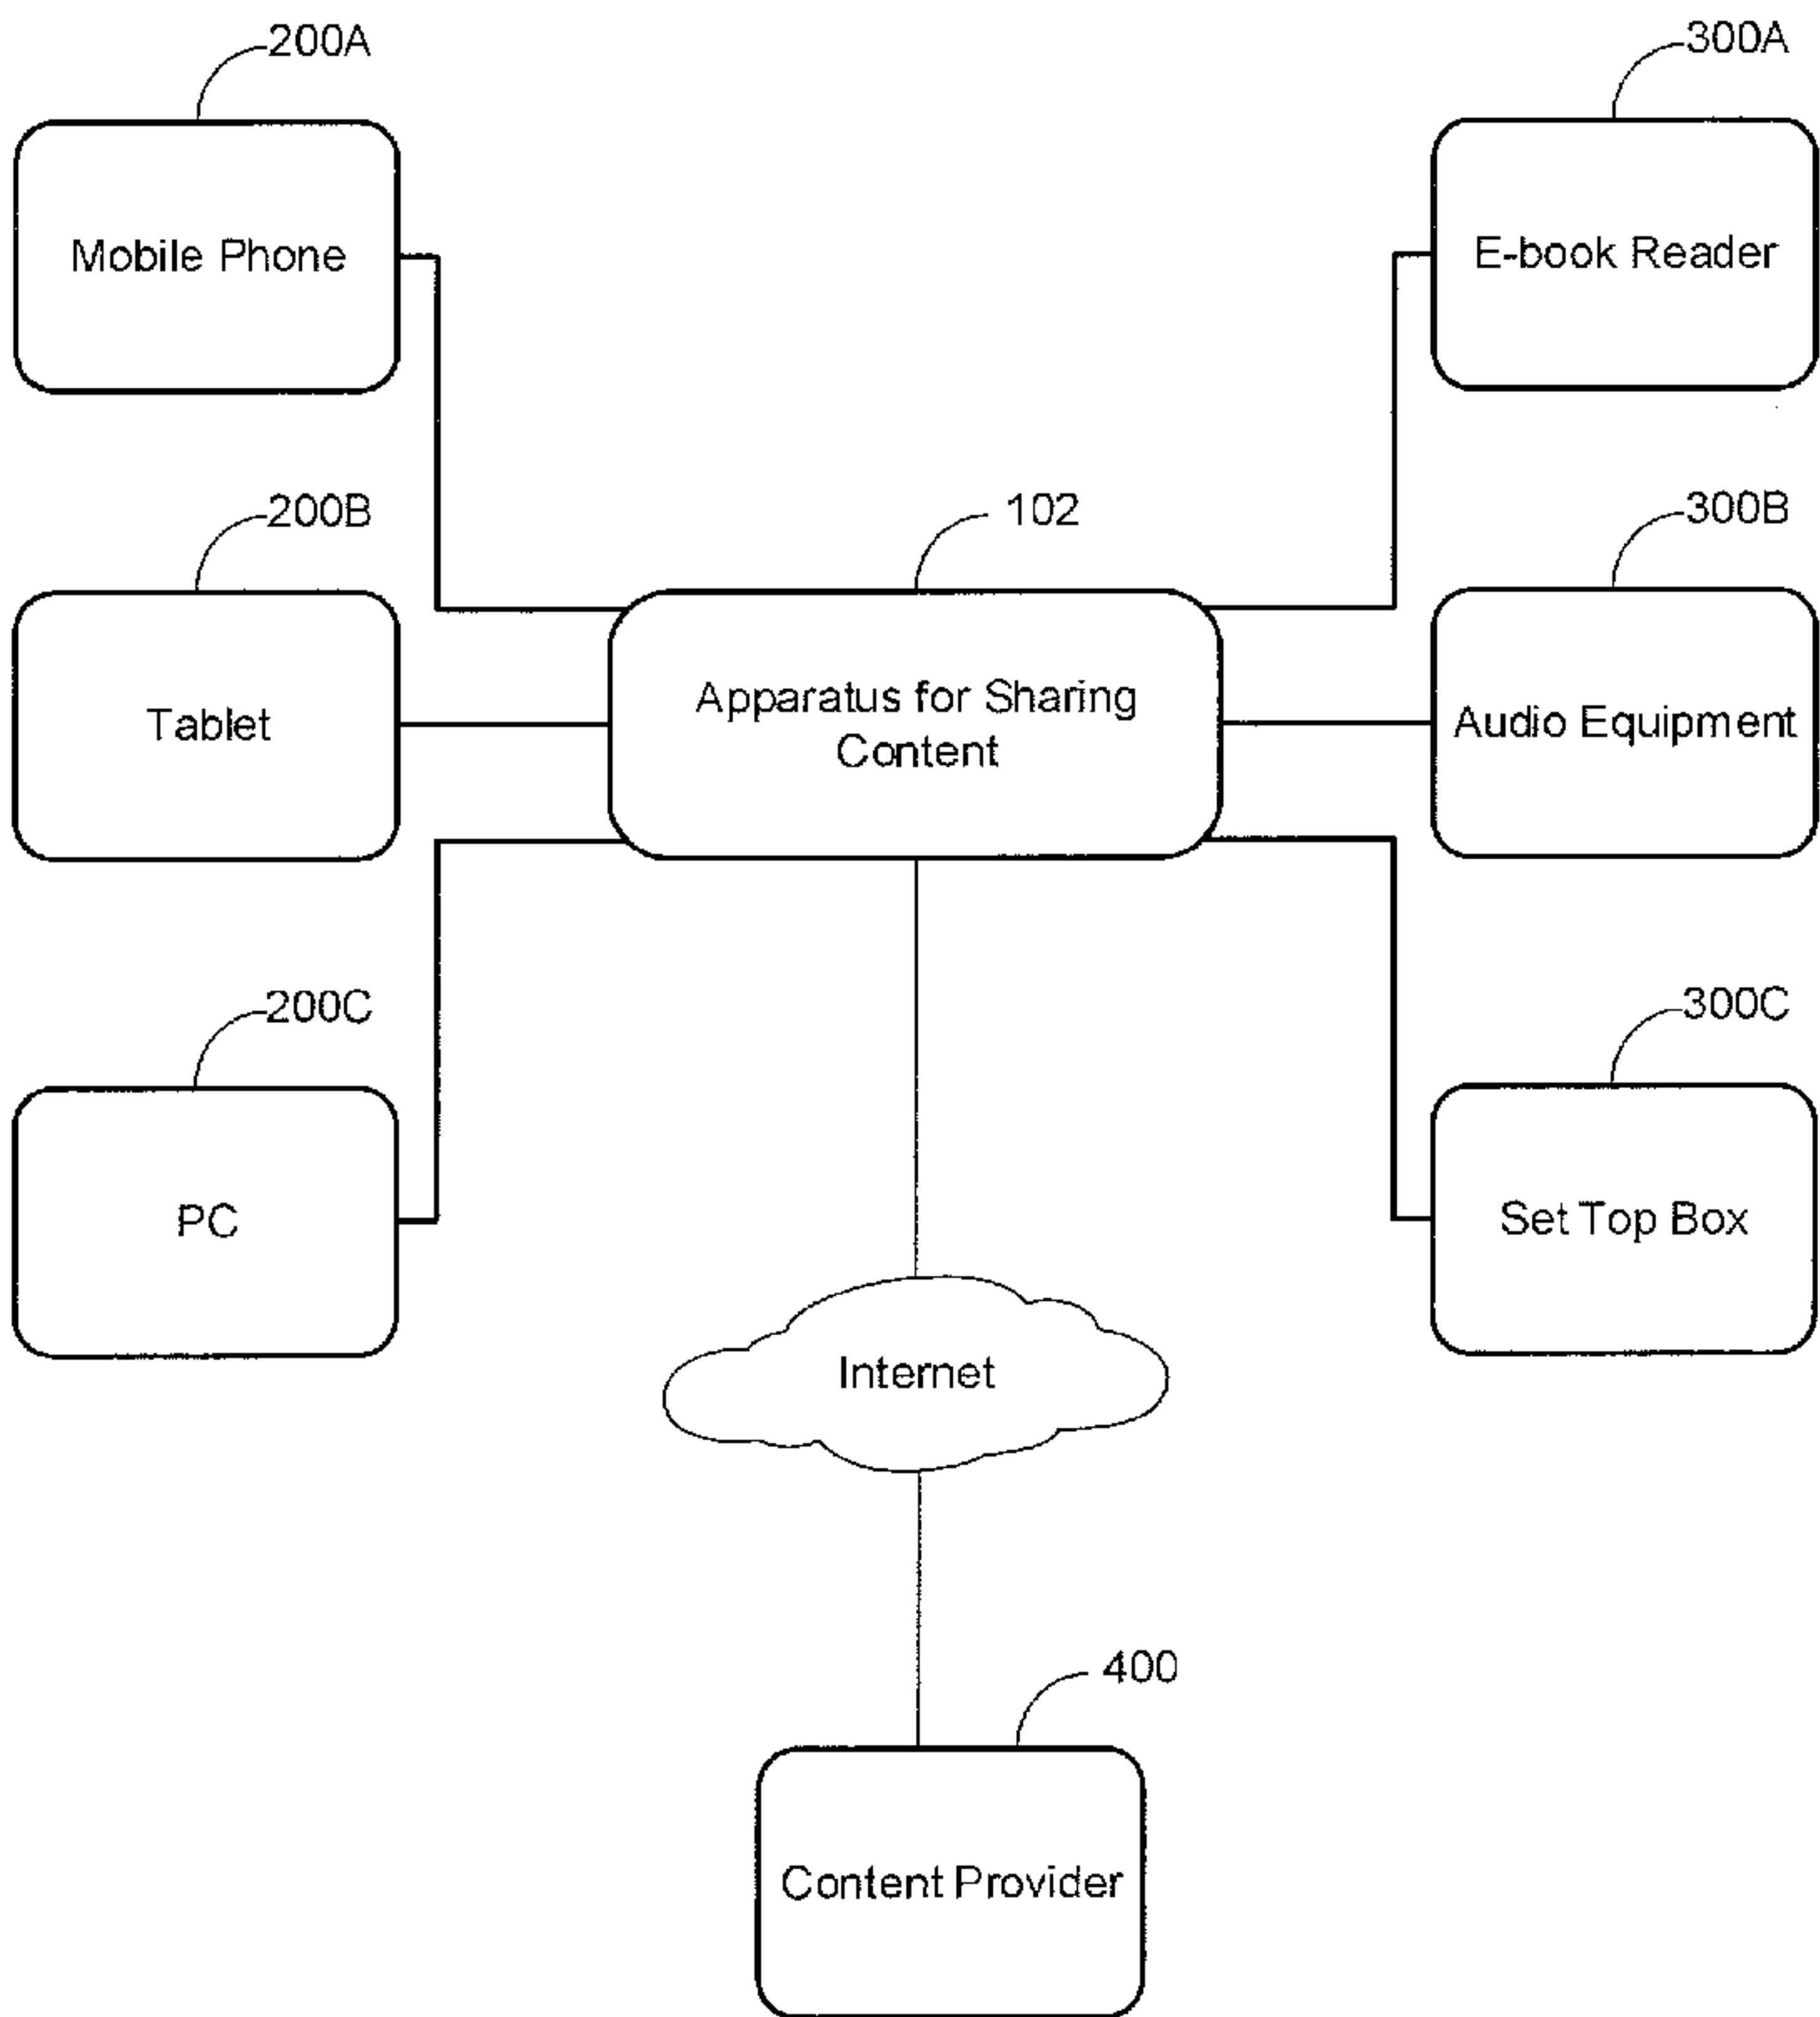 200A
300A
Mobile Phone
E-book Reader
200B
102
300B
Tablet
Apparatus for Sharing
Content
Audio Equipment
200C
300C
PC
Set Top Box
Internet
400
Content Provider